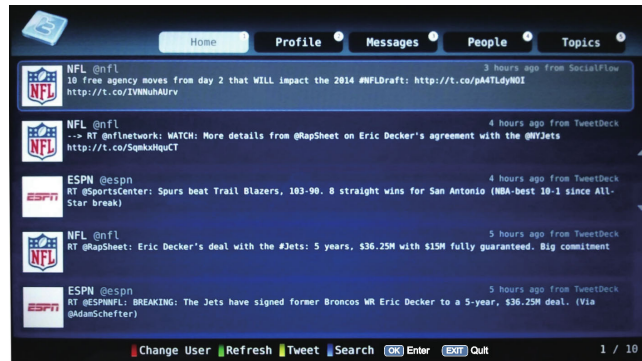 Home 1 Profile 2 Messages 3 People 4 Topics 5
NFL @nfl 3 hours ago from SocialFlow
10 free agency moves from day 2 that WILL impact the 2014 #NFLDraft: http://t.co/pA4TLdyNOI
http://t.co/IVNNuhAUrv
NFL
NFL @nfl 4 hours ago from TweetDeck
--> RT @nflnetwork: WATCH: More details from @RapSheet on Eric Decker's agreement with the @NYJets
http://t.co/SqmkxHquCT
NFL
ESPN @espn 4 hours ago from TweetDeck
RT @SportsCenter: Spurs beat Trail Blazers, 103-90. 8 straight wins for San Antonio (NBA-best 10-1 since All-
Star break)
ESPN
NFL @nfl 5 hours ago from TweetDeck
RT @RapSheet: Eric Decker's deal with the #Jets: 5 years, $36.25M with $15M fully guaranteed. Big commitment
NFL
ESPN @espn 5 hours ago from TweetDeck
RT @ESPNNFL: BREAKING: The Jets have signed former Broncos WR Eric Decker to a 5-year, $36.25M deal. (Via
@AdamSchefter)
ESPN
Change User Refresh Tweet Search OK Enter EXIT Quit 1 / 10